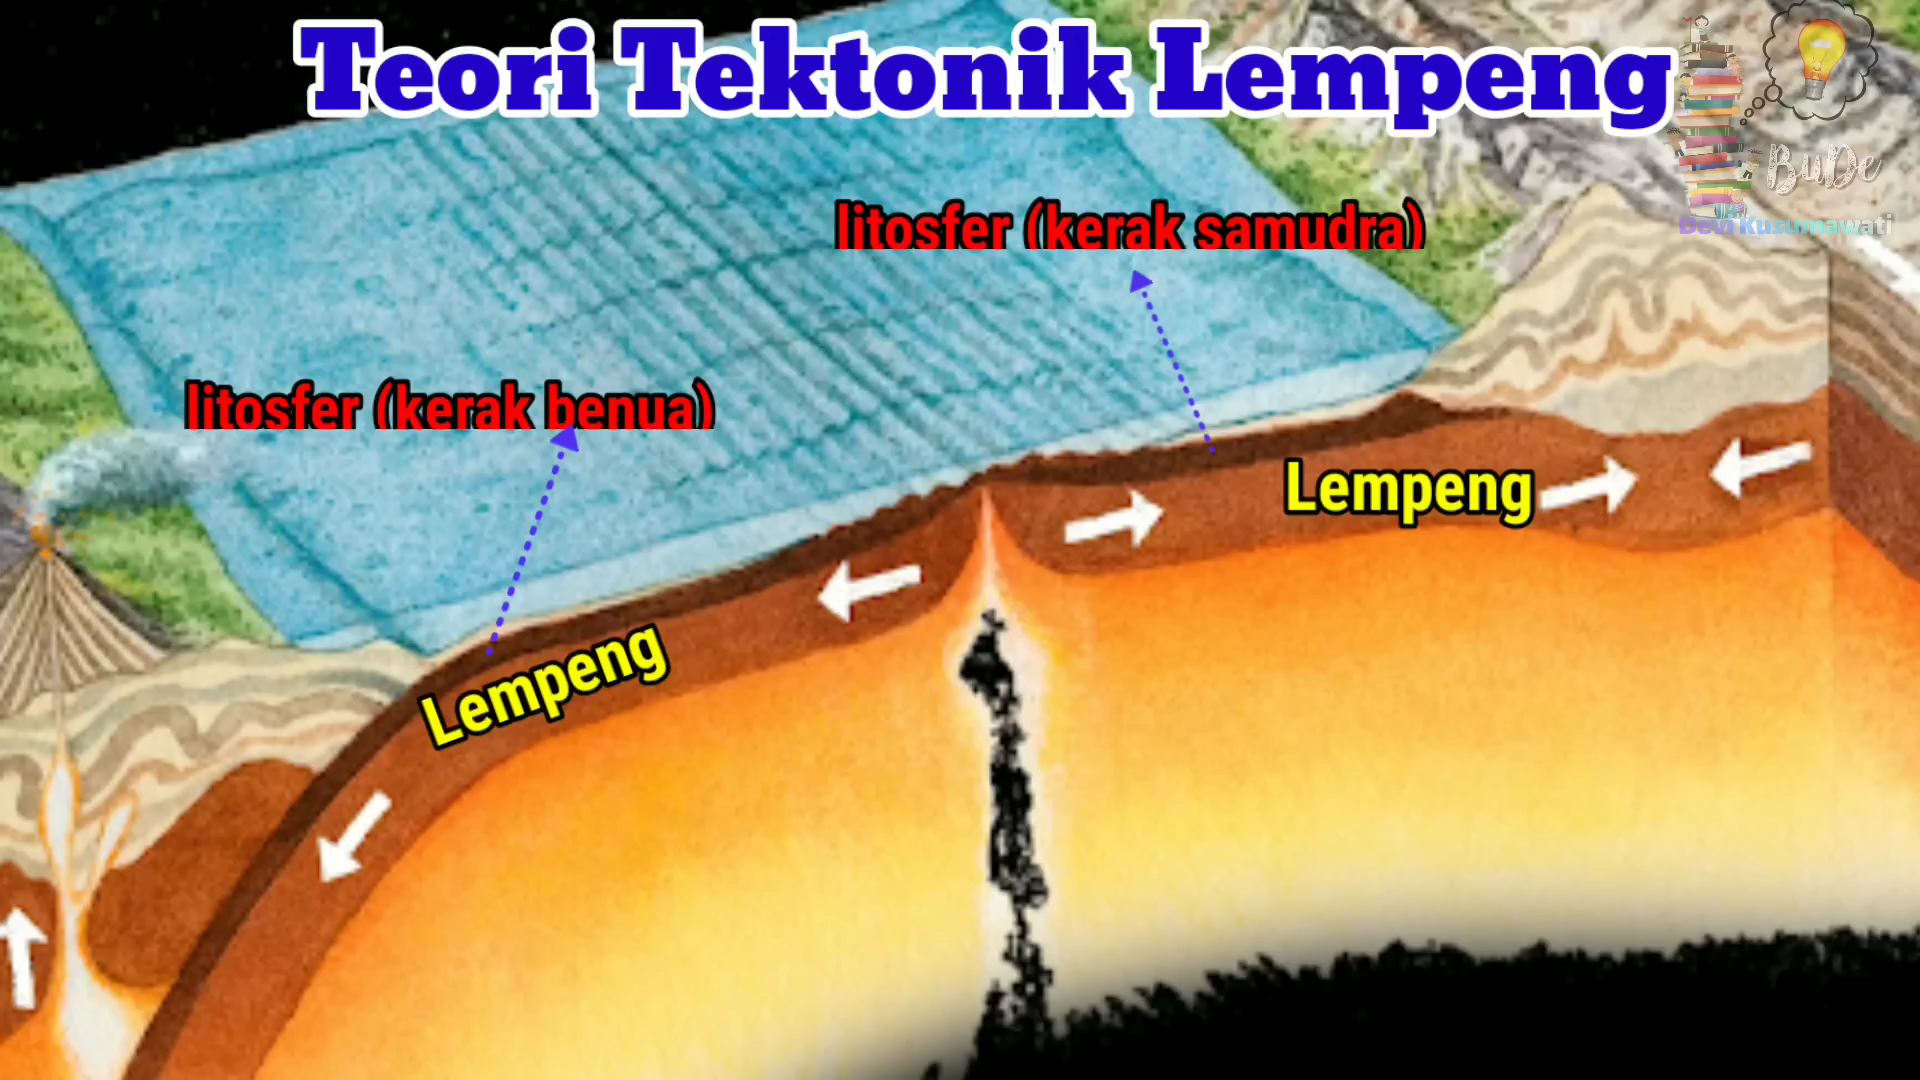 Teori Tektonik Lempeng
BuDe
Devi Kusumawati
litosfer (kerak samudra)
litosfer (kerak benua)
Lempeng
Lempeng